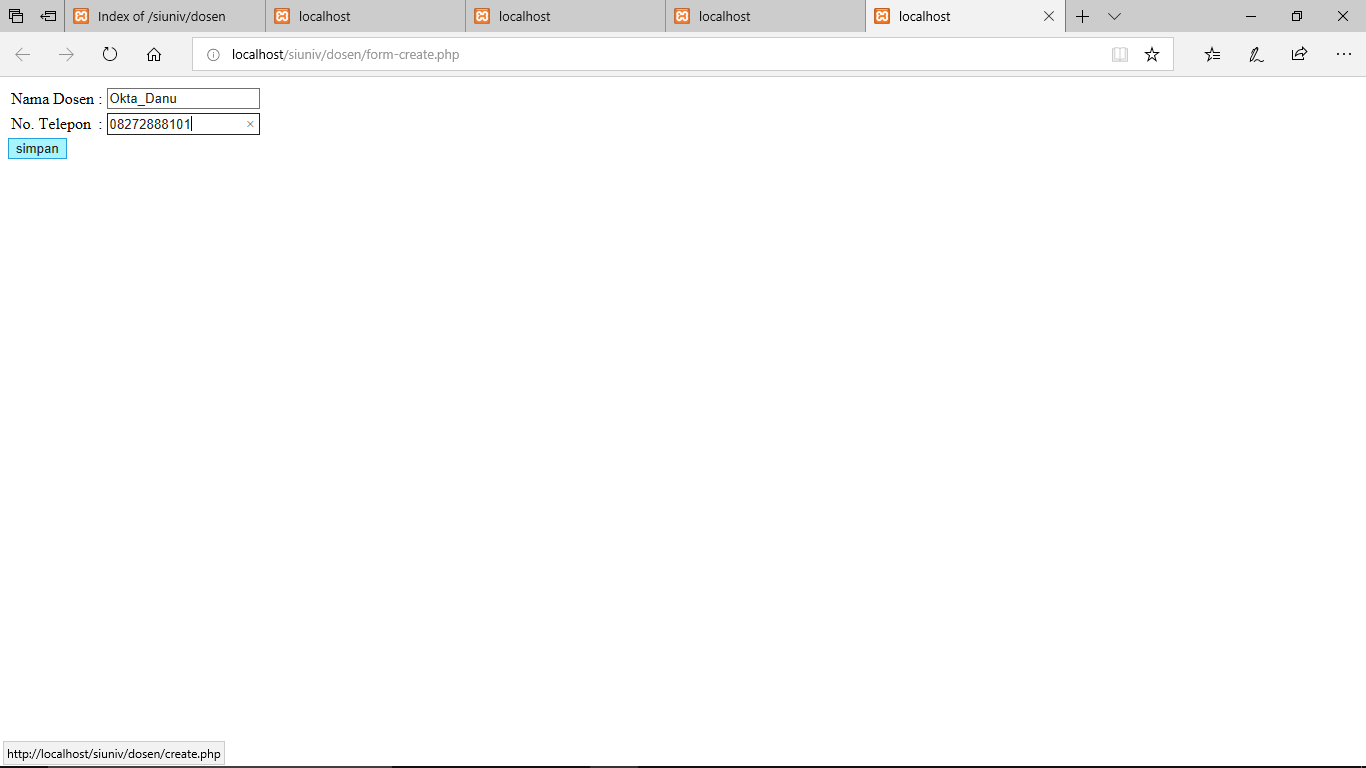 Index of /siuniv/dosen
localhost
localhost
localhost
localhost
localhost/siuniv/dosen/form-create.php
Nama Dosen : Okta_Danu
No. Telepon : 08272888101
simpan
http://localhost/siuniv/dosen/create.php